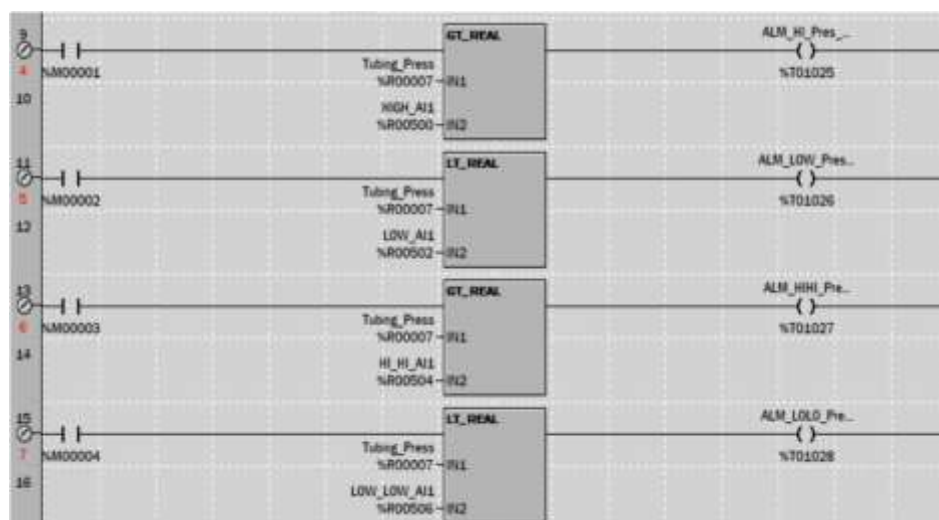 9
GT_REAL
ALM_HI_Pres_...
4
%M00001
Tubing_Press
%R00007
IN1
%T01025
10
HIGH_AI1
%R00500
IN2
11
LT_REAL
ALM_LOW_Pres...
5
%M00002
Tubing_Press
%R00007
IN1
%T01026
12
LOW_AI1
%R00502
IN2
13
GT_REAL
ALM_HIHI_Pre...
6
%M00003
Tubing_Press
%R00007
IN1
%T01027
14
HI_HI_AI1
%R00504
IN2
15
LT_REAL
ALM_LOLO_Pre...
7
%M00004
Tubing_Press
%R00007
IN1
%T01028
16
LOW_LOW_AI1
%R00506
IN2